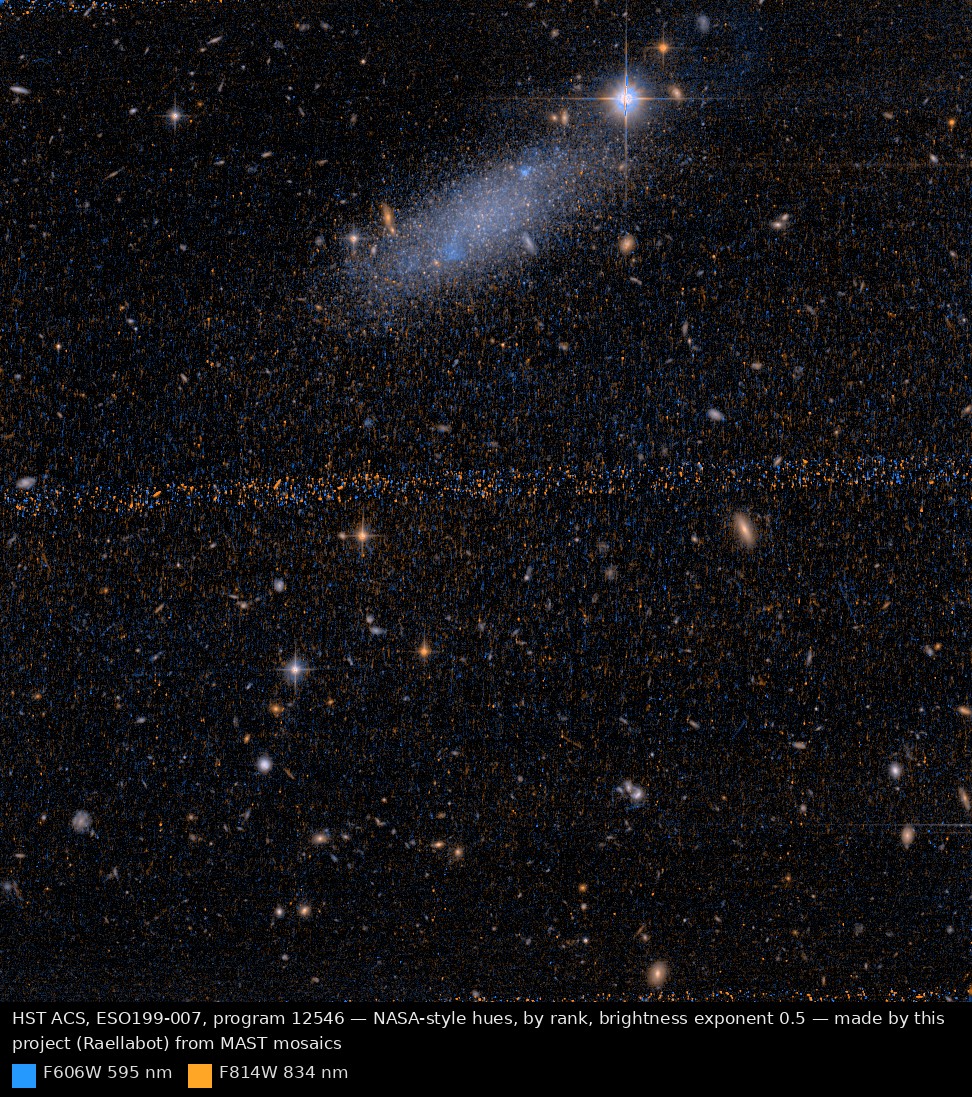 HST ACS, ESO199-007, program 12546 — NASA-style hues, by rank, brightness exponent 0.5 — made by this
project (Raellabot) from MAST mosaics
F606W 595 nm F814W 834 nm